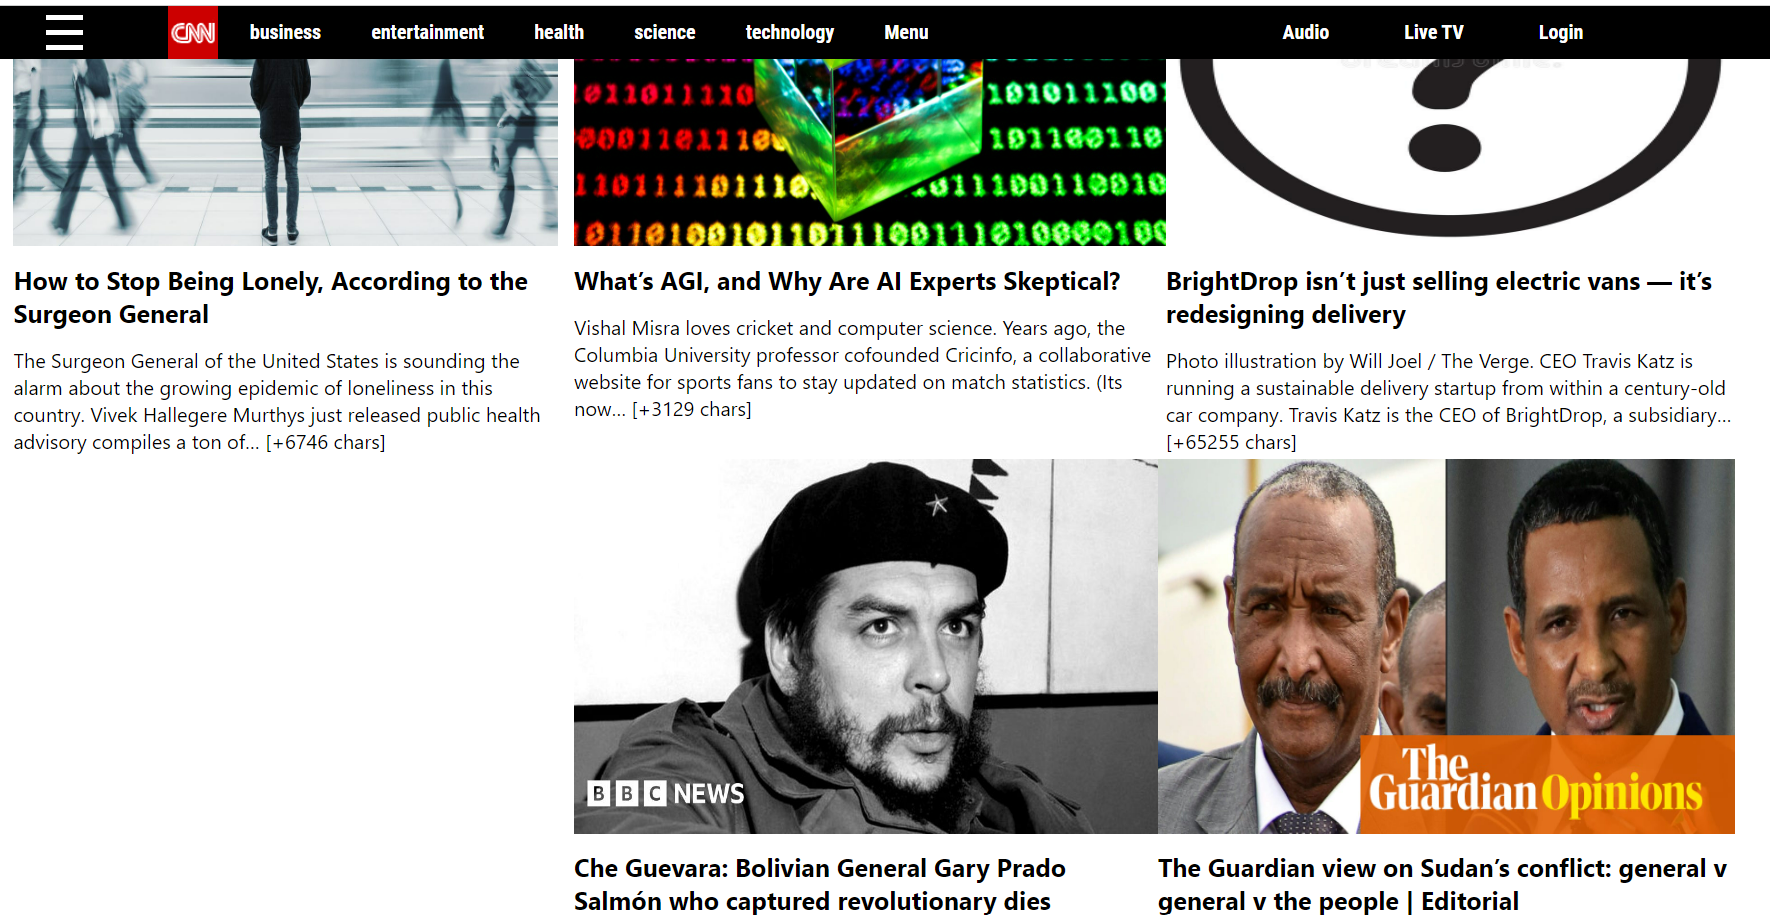 CNN business entertainment health science technology Menu Audio Live TV Login
1011011110
1010111001
How to Stop Being Lonely, According to the
Surgeon General
The Surgeon General of the United States is sounding the
alarm about the growing epidemic of loneliness in this
country. Vivek Hallegere Murthys just released public health
advisory compiles a ton of… [+6746 chars]
What’s AGI, and Why Are AI Experts Skeptical?
Vishal Misra loves cricket and computer science. Years ago, the
Columbia University professor cofounded Cricinfo, a collaborative
website for sports fans to stay updated on match statistics. (Its
now… [+3129 chars]
?
BrightDrop isn’t just selling electric vans — it’s
redesigning delivery
Photo illustration by Will Joel / The Verge. CEO Travis Katz is
running a sustainable delivery startup from within a century-old
car company. Travis Katz is the CEO of BrightDrop, a subsidiary…
[+65255 chars]
BBC NEWS
Che Guevara: Bolivian General Gary Prado
Salmón who captured revolutionary dies
The
Guardian Opinions
The Guardian view on Sudan’s conflict: general v
general v the people | Editorial